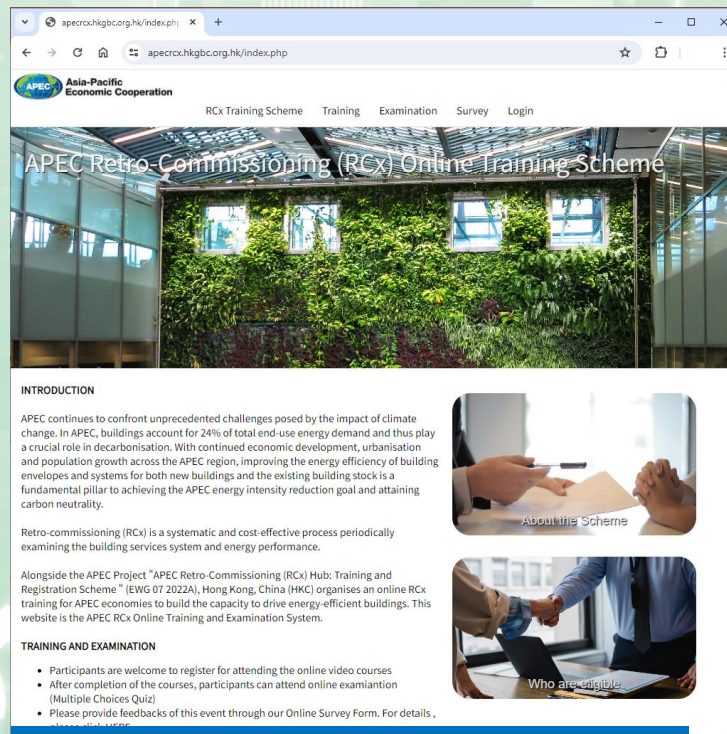 apecrcx.hkgbc.org.hk/index.php
apecrcx.hkgbc.org.hk/index.php
APEC
Asia-Pacific
Economic Cooperation
RCx Training Scheme Training Examination Survey Login
APEC Retro-Commissioning (RCx) Online Training Scheme
INTRODUCTION
APEC continues to confront unprecedented challenges posed by the impact of climate
change. In APEC, buildings account for 24% of total end-use energy demand and thus play
a crucial role in decarbonisation. With continued economic development, urbanisation
and population growth across the APEC region, improving the energy efficiency of building
envelopes and systems for both new buildings and the existing building stock is a
fundamental pillar to achieving the APEC energy intensity reduction goal and attaining
carbon neutrality.
Retro-commissioning (RCx) is a systematic and cost-effective process periodically
examining the building services system and energy performance.
Alongside the APEC Project "APEC Retro-Commissioning (RCx) Hub: Training and
Registration Scheme " (EWG 07 2022A), Hong Kong, China (HKC) organises an online RCx
training for APEC economies to build the capacity to drive energy-efficient buildings. This
website is the APEC RCx Online Training and Examination System.
TRAINING AND EXAMINATION
• Participants are welcome to register for attending the online video courses
• After completion of the courses, participants can attend online examiantion
(Multiple Choices Quiz)
• Please provide feedbacks of this event through our Online Survey Form. For details ,
About the Scheme
Who are eligible